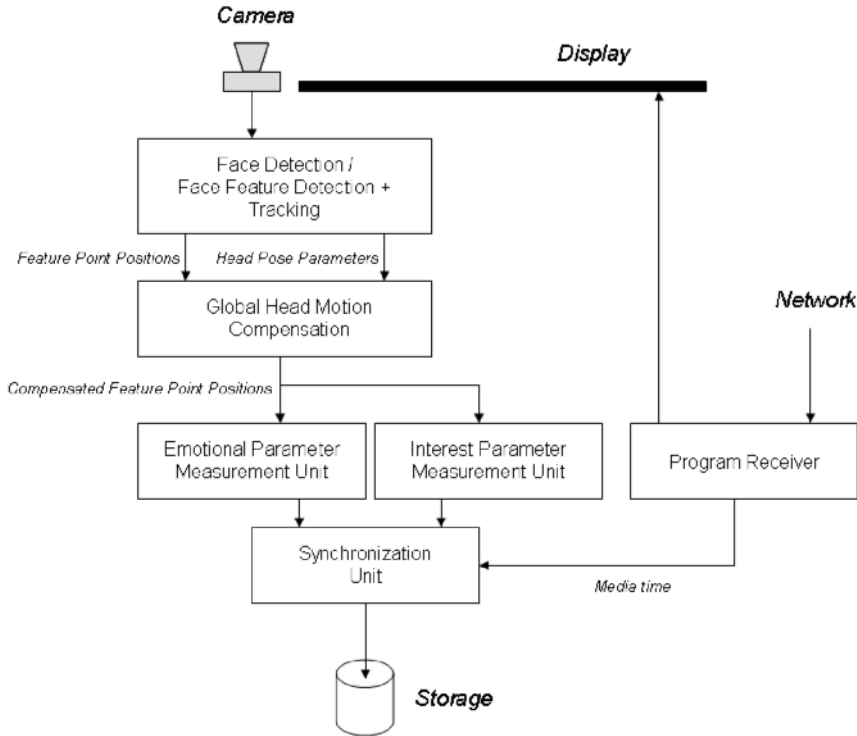 Camera
Display
Face Detection /
Face Feature Detection +
Tracking
Feature Point Positions
Head Pose Parameters
Global Head Motion
Compensation
Network
Compensated Feature Point Positions
Emotional Parameter
Measurement Unit
Interest Parameter
Measurement Unit
Program Receiver
Synchronization
Unit
Media time
Storage